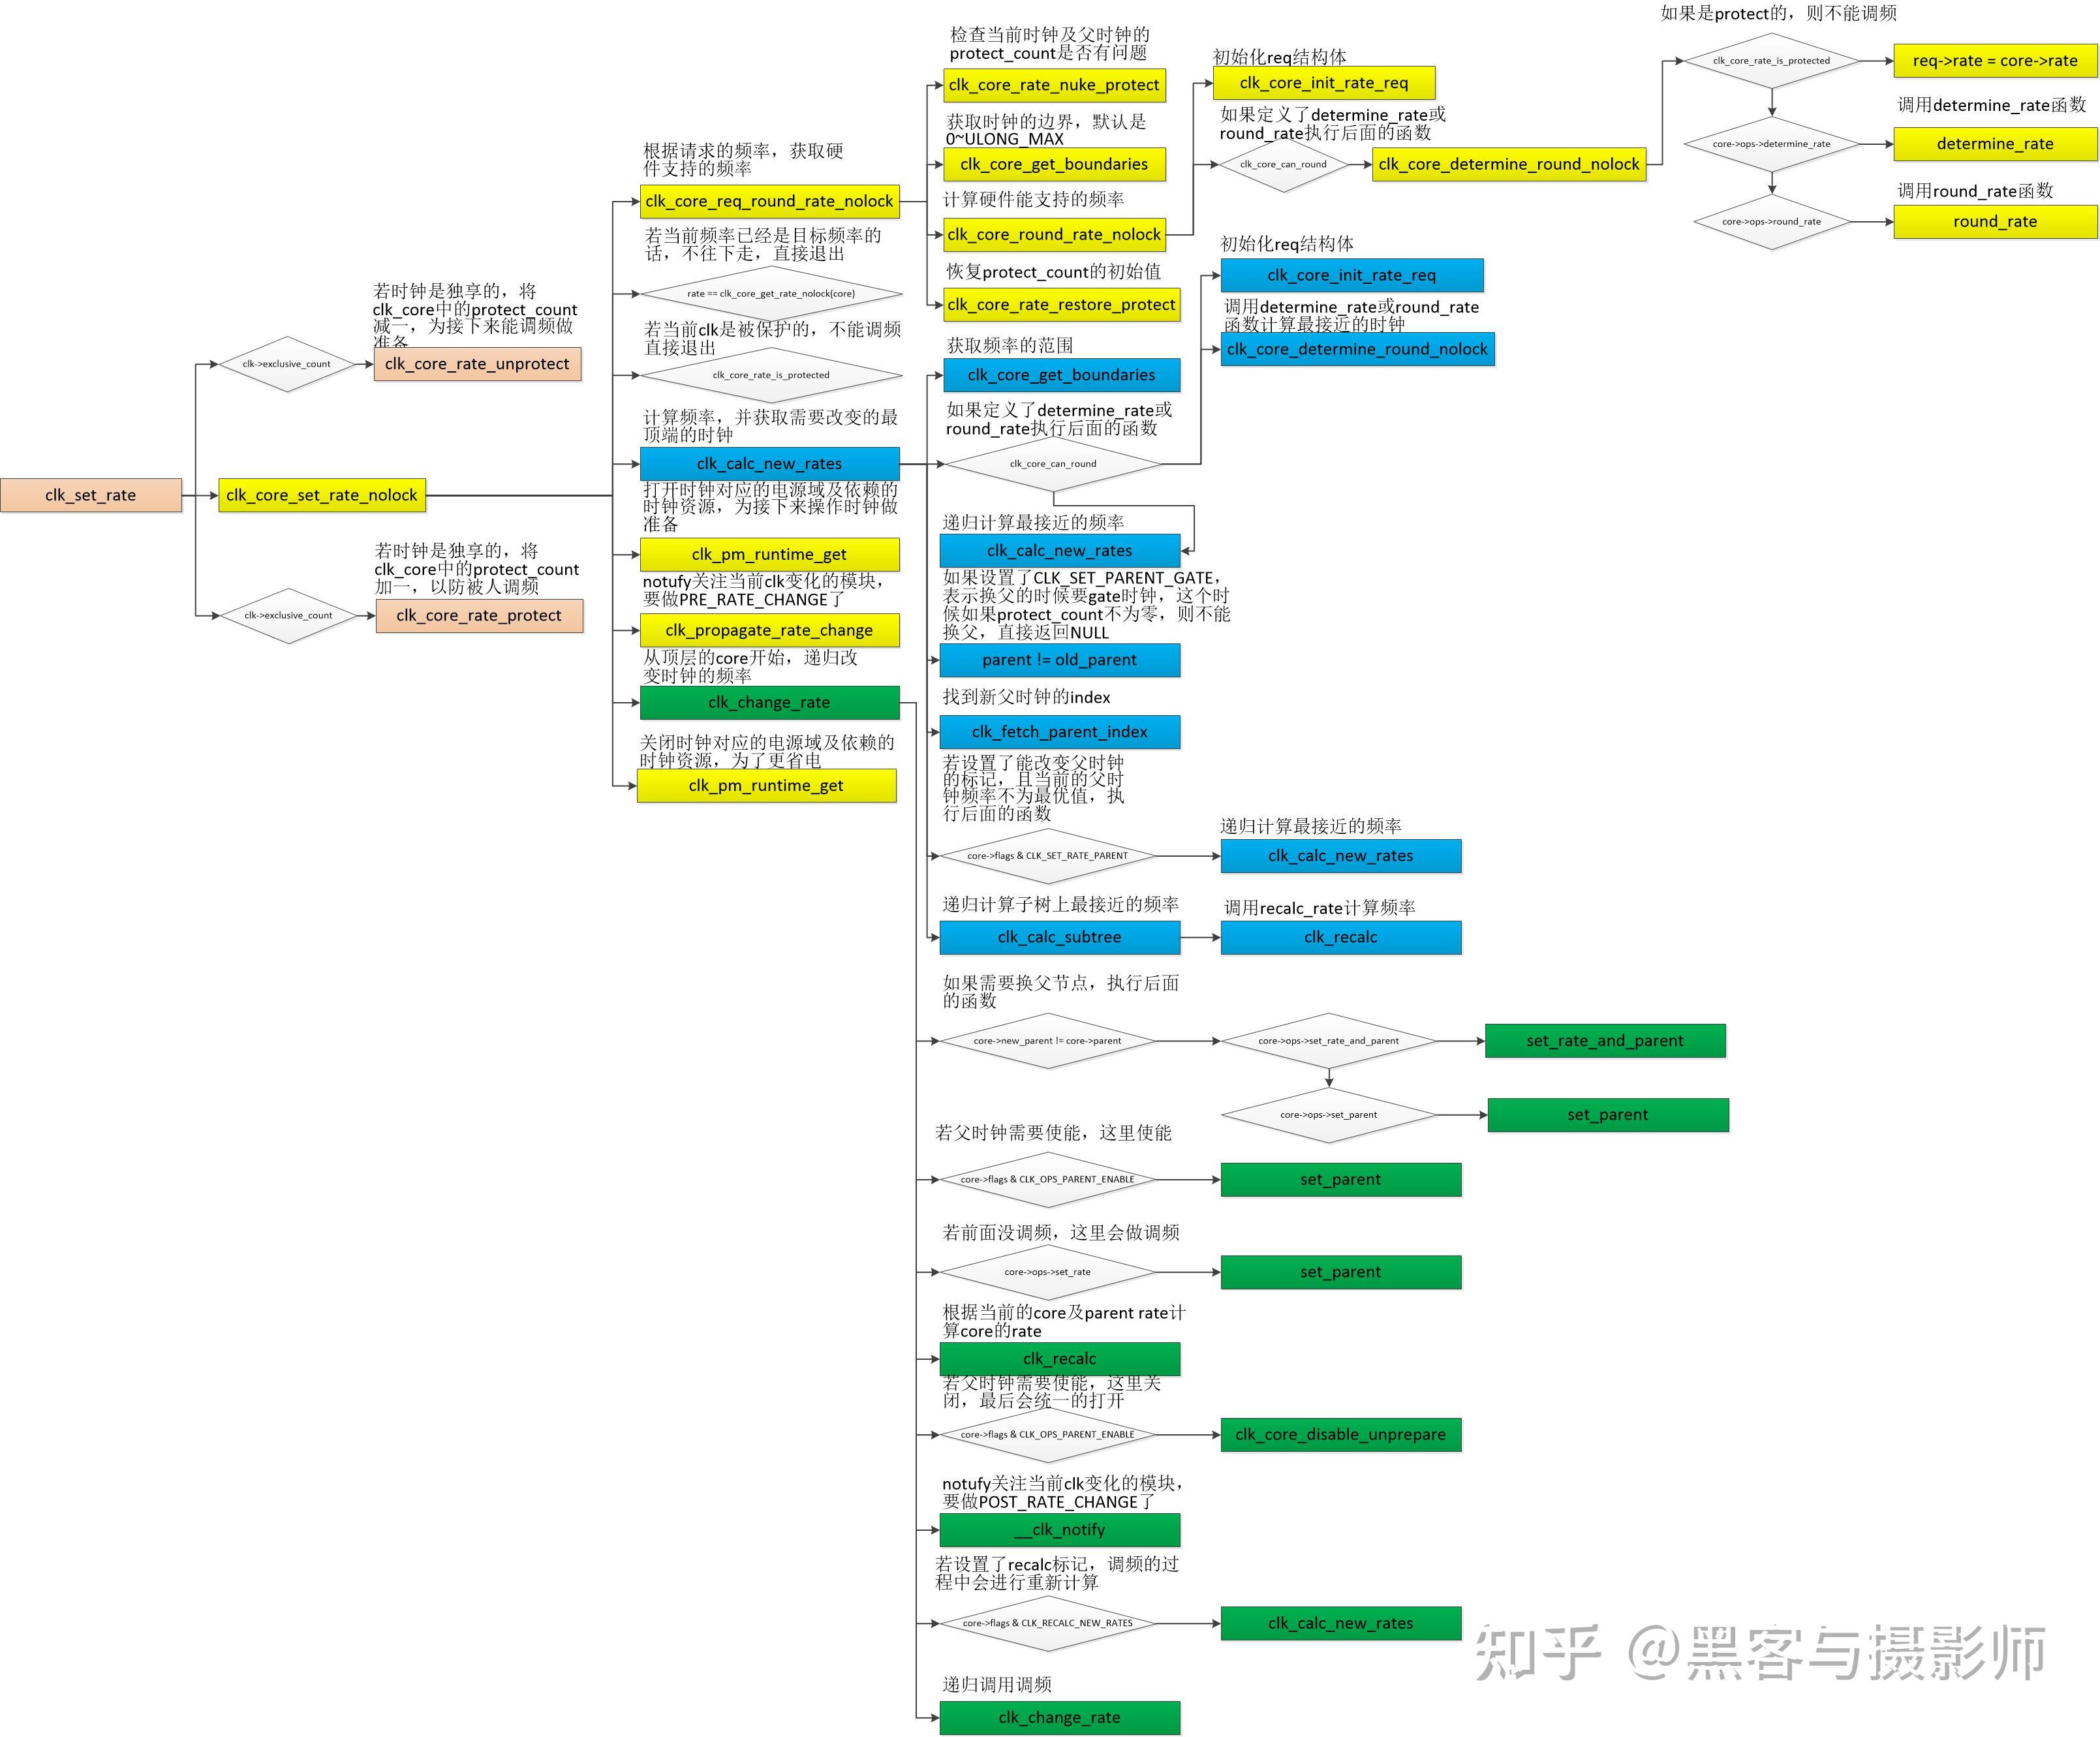 clk_set_rate
若时钟是独享的，将
clk_core中的protect_count
减一，为接下来能调频做
准备
clk->exclusive_count
clk_core_rate_unprotect
clk_core_set_rate_nolock
若时钟是独享的，将
clk_core中的protect_count
加一，以防被人调频
clk->exclusive_count
clk_core_rate_protect
根据请求的频率，获取硬
件支持的频率
clk_core_req_round_rate_nolock
若当前频率已经是目标频率的
话，不往下走，直接退出
rate == clk_core_get_rate_nolock(core)
若当前clk是被保护的，不能调频
直接退出
clk_core_rate_is_protected
计算频率，并获取需要改变的最
顶端的时钟
clk_calc_new_rates
打开时钟对应的电源域及依赖的
时钟资源，为接下来操作时钟做
准备
clk_pm_runtime_get
notufy关注当前clk变化的模块，
要做PRE_RATE_CHANGE了
clk_propagate_rate_change
从顶层的core开始，递归改
变时钟的频率
clk_change_rate
关闭时钟对应的电源域及依赖的
时钟资源，为了更省电
clk_pm_runtime_get
检查当前时钟及父时钟的
protect_count是否有问题
clk_core_rate_nuke_protect
获取时钟的边界，默认是
0~ULONG_MAX
clk_core_get_boundaries
计算硬件能支持的频率
clk_core_round_rate_nolock
恢复protect_count的初始值
clk_core_rate_restore_protect
初始化req结构体
clk_core_init_rate_req
如果定义了determine_rate或
round_rate执行后面的函数
clk_core_can_round
clk_core_determine_round_nolock
如果是protect的，则不能调频
clk_core_rate_is_protected
req->rate = core->rate
调用determine_rate函数
core->ops->determine_rate
determine_rate
调用round_rate函数
core->ops->round_rate
round_rate
获取频率的范围
clk_core_get_boundaries
如果定义了determine_rate或
round_rate执行后面的函数
clk_core_can_round
初始化req结构体
clk_core_init_rate_req
调用determine_rate或round_rate
函数计算最接近的时钟
clk_core_determine_round_nolock
递归计算最接近的频率
clk_calc_new_rates
如果设置了CLK_SET_PARENT_GATE，
表示换父的时候要gate时钟，这个时
候如果protect_count不为零，则不能
换父，直接返回NULL
parent != old_parent
找到新父时钟的index
clk_fetch_parent_index
若设置了能改变父时钟
的标记，且当前的父时
钟频率不为最优值，执
行后面的函数
core->flags & CLK_SET_RATE_PARENT
递归计算最接近的频率
clk_calc_new_rates
递归计算子树上最接近的频率
clk_calc_subtree
调用recalc_rate计算频率
clk_recalc
如果需要换父节点，执行后面
的函数
core->new_parent != core->parent
core->ops->set_rate_and_parent
set_rate_and_parent
core->ops->set_parent
set_parent
若父时钟需要使能，这里使能
core->flags & CLK_OPS_PARENT_ENABLE
set_parent
若前面没调频，这里会做调频
core->ops->set_rate
set_parent
根据当前的core及parent rate计
算core的rate
clk_recalc
若父时钟需要使能，这里关
闭，最后会统一的打开
core->flags & CLK_OPS_PARENT_ENABLE
clk_core_disable_unprepare
notufy关注当前clk变化的模块，
要做POST_RATE_CHANGE了
__clk_notify
若设置了recalc标记，调频的过
程中会进行重新计算
core->flags & CLK_RECALC_NEW_RATES
clk_calc_new_rates
递归调用调频
clk_change_rate
知乎 @黑客与摄影师